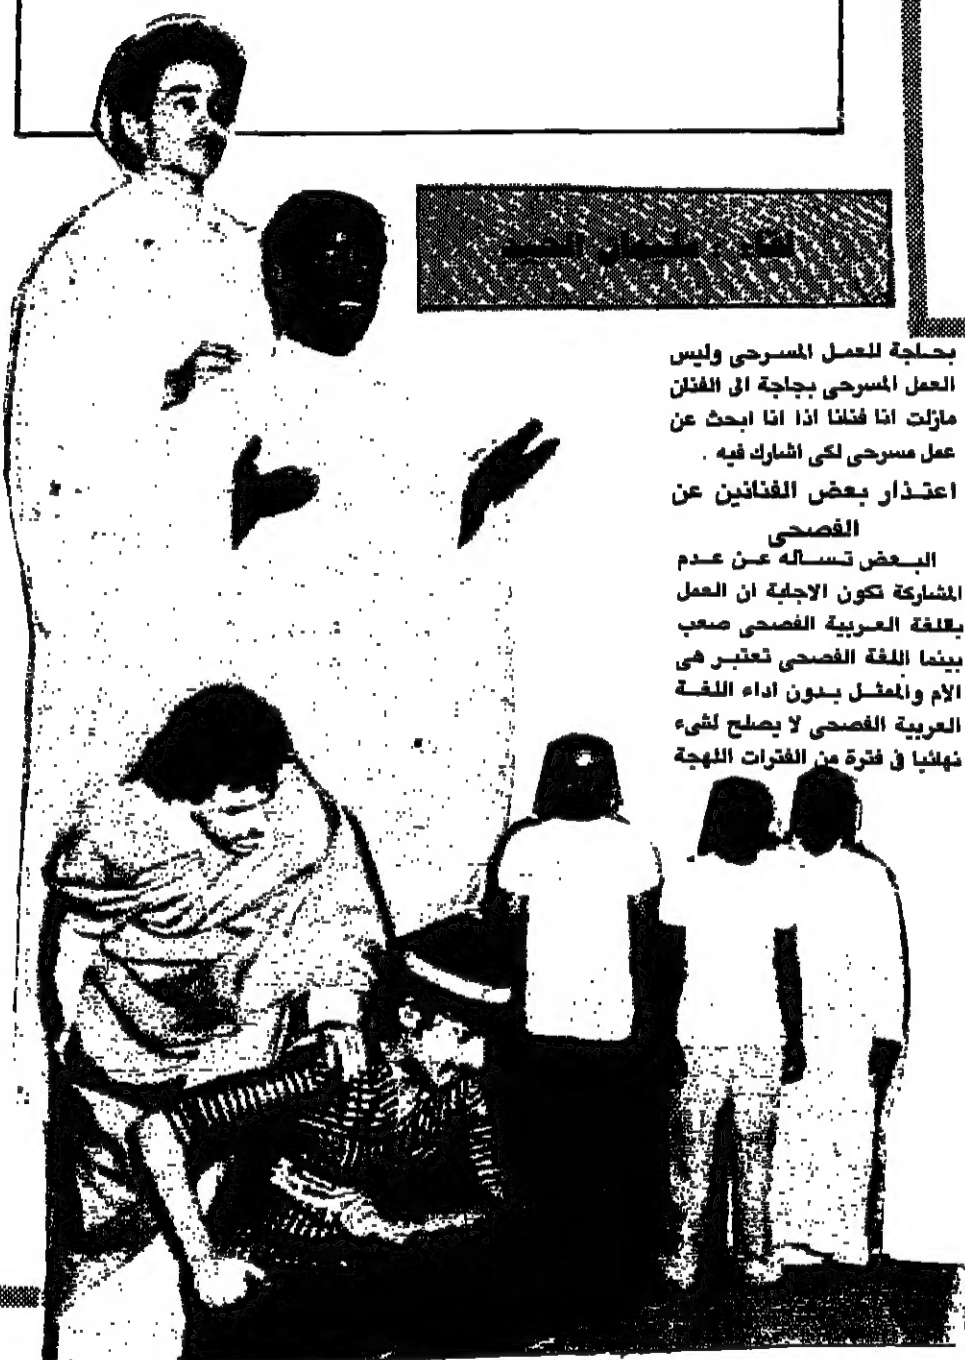 لقاء : سليمان
بحاجة للعمل المسرحى وليس
العمل المسرحى بجاجة الى الفنان
مازلت انا فنانا اذا انا ابحث عن
عمل مسرحى لكى اشارك فيه .
اعتذار بعض الفنانين عن
الفصحى
البعض تسأله عن عدم
المشاركة تكون الاجابة ان العمل
باللغة العربية الفصحى صعب
بينما اللغة الفصحى تعتبر هى
الام والممثل بدون اداء اللغة
العربية الفصحى لا يصلح لشىء
نهائيا فى فترة من الفترات اللهجة